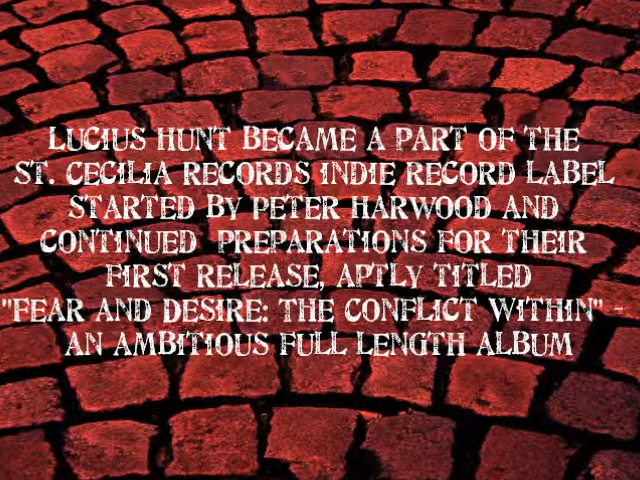 LUCIUS HUNT BECAME A PART OF THE
ST. CECILIA RECORDS INDIE RECORD LABEL
STARTED BY PETER HARWOOD AND
CONTINUED PREPARATIONS FOR THEIR
FIRST RELEASE, APTLY TITLED
"FEAR AND DESIRE: THE CONFLICT WITHIN" -
AN AMBITIOUS FULL LENGTH ALBUM